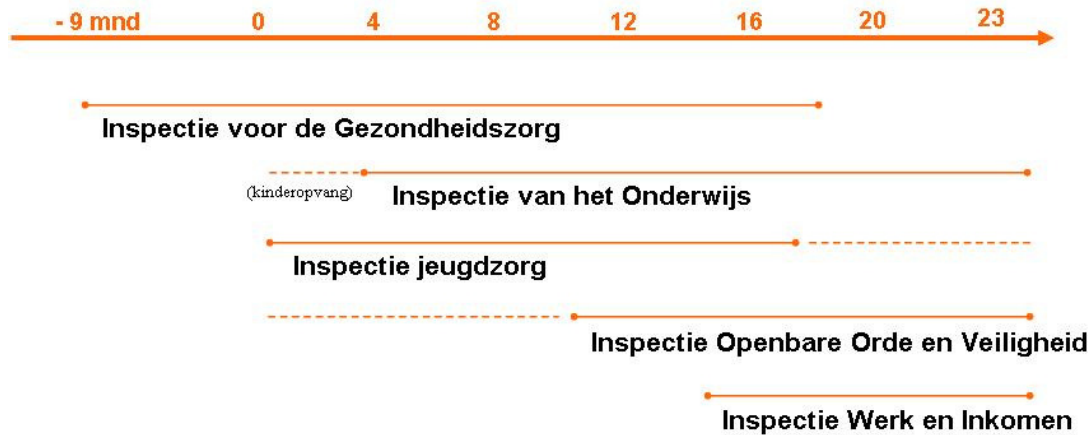 - 9 mnd 0 4 8 12 16 20 23
Inspectie voor de Gezondheidszorg
(kinderopvang) Inspectie van het Onderwijs
Inspectie jeugdzorg
Inspectie Openbare Orde en Veiligheid
Inspectie Werk en Inkomen